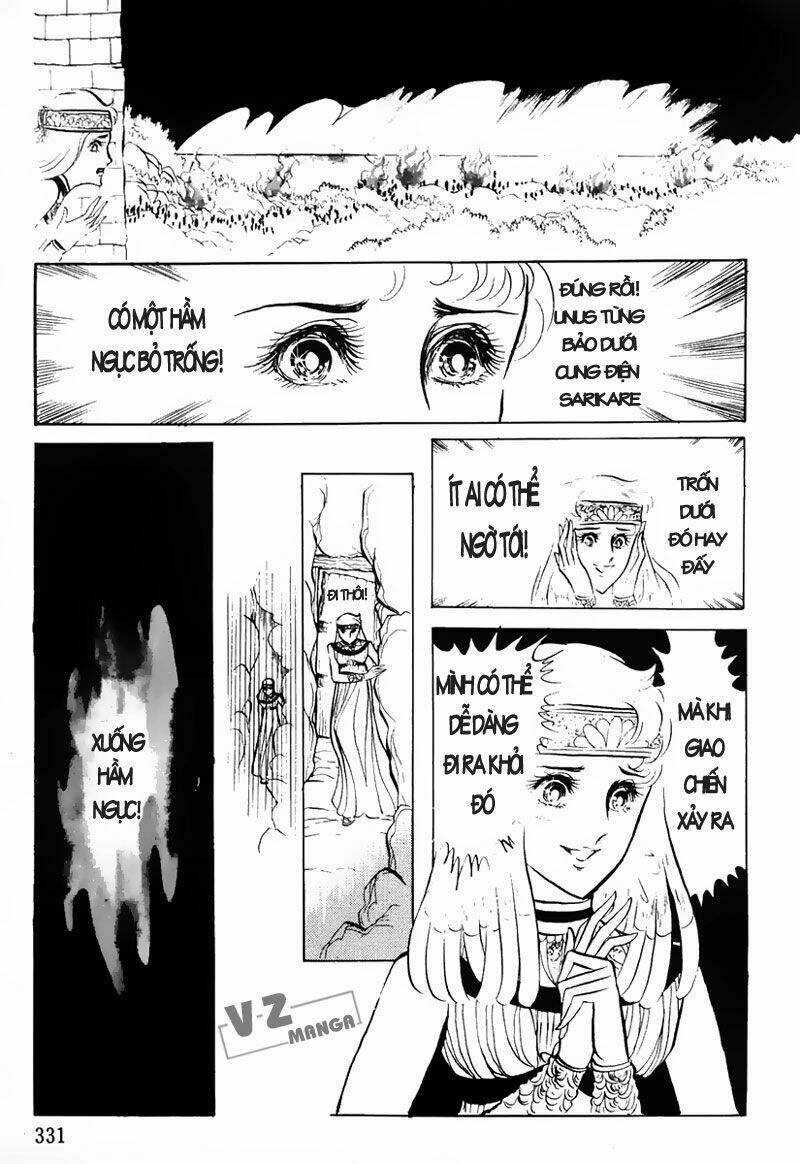 ĐÚNG RỒI!
UNUS TỪNG
BẢO DƯỚI
CUNG ĐIỆN
SARIKARE
CÓ MỘT HẦM
NGỤC BỎ TRỐNG!
TRỐN
DƯỚI
ĐÓ HAY
ĐẤY
ÍT AI CÓ THỂ
NGỜ TỚI!
MÀ KHI
GIAO
CHIẾN
XẢY RA
MÌNH CÓ THỂ
DỄ DÀNG
ĐI RA KHỎI
ĐÓ
ĐI THÔI!
XUỐNG
HẦM
NGỤC!
V-Z
MANGA
331